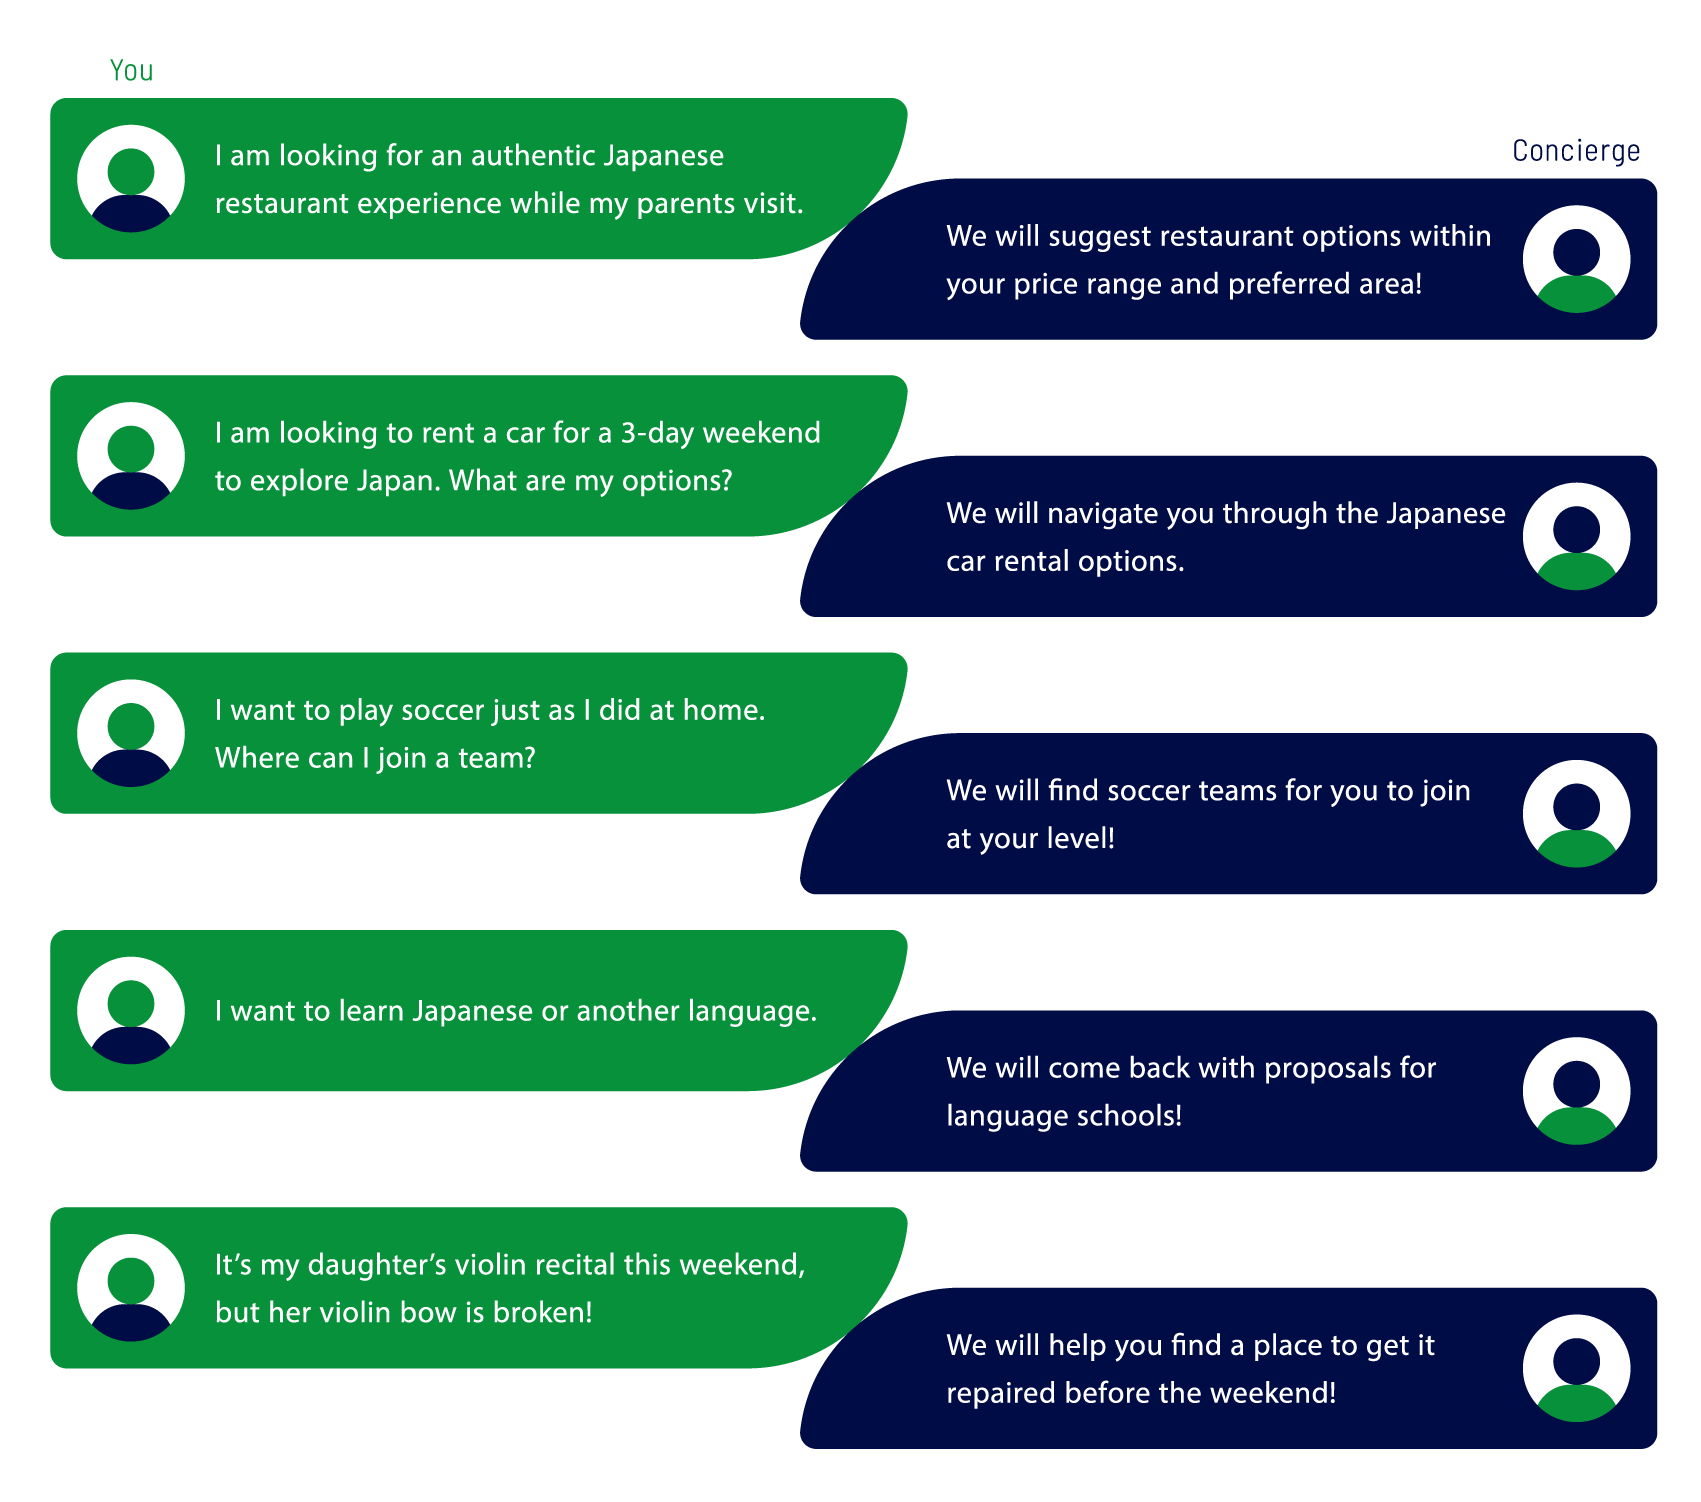 You
I am looking for an authentic Japanese
restaurant experience while my parents visit.
Concierge
We will suggest restaurant options within
your price range and preferred area!
I am looking to rent a car for a 3-day weekend
to explore Japan. What are my options?
We will navigate you through the Japanese
car rental options.
I want to play soccer just as I did at home.
Where can I join a team?
We will find soccer teams for you to join
at your level!
I want to learn Japanese or another language.
We will come back with proposals for
language schools!
It’s my daughter’s violin recital this weekend,
but her violin bow is broken!
We will help you find a place to get it
repaired before the weekend!